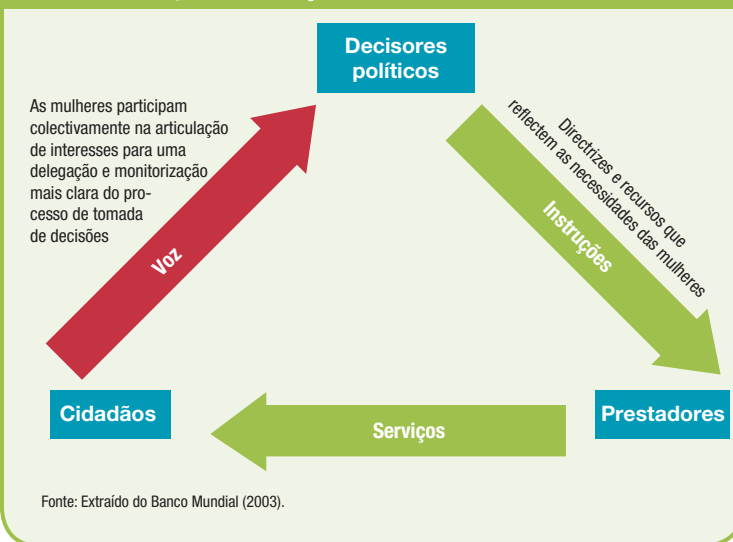 Decisores
políticos
As mulheres participam
colectivamente na articulação
de interesses para uma
delegação e monitorização
mais clara do pro-
cesso de tomada
de decisões
Voz
Directrizes e recursos que
reflectem as necessidades das mulheres
Instruções
Cidadãos
Serviços
Prestadores
Fonte: Extraído do Banco Mundial (2003).